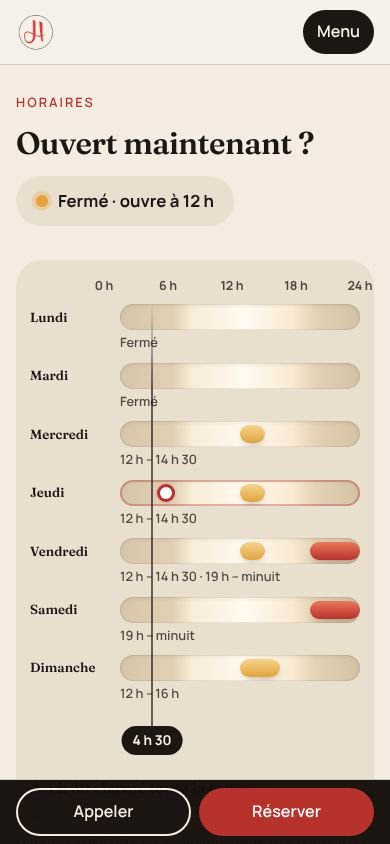 H
Menu
HORAIRES
Ouvert maintenant ?
Fermé · ouvre à 12 h
0 h 6 h 12 h 18 h 24 h
Lundi
Fermé
Mardi
Fermé
Mercredi
12 h – 14 h 30
Jeudi
12 h – 14 h 30
Vendredi
12 h – 14 h 30 · 19 h – minuit
Samedi
19 h – minuit
Dimanche
12 h – 16 h
4 h 30
Appeler Réserver